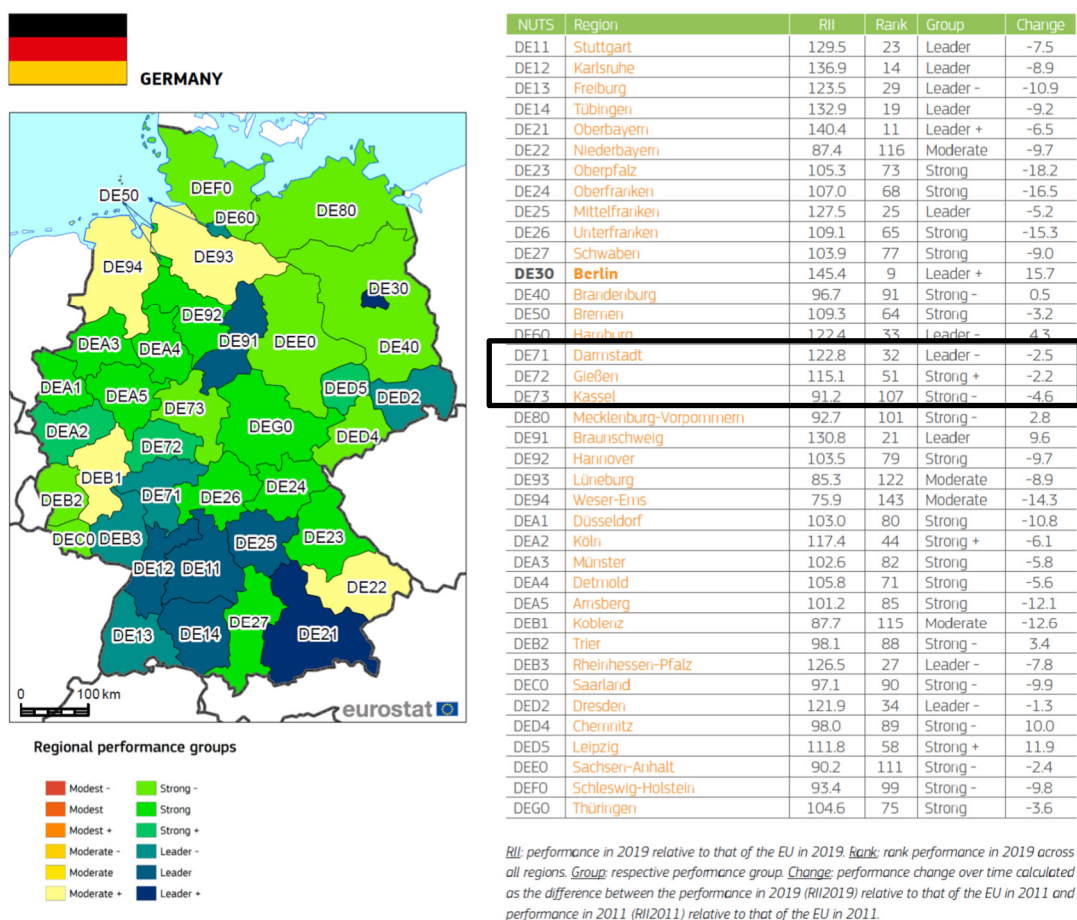 GERMANY
DE50
DEF0
DE60
DE80
DE93
DE94
DE30
DE92
DEA3
DEA4
DE91
DEE0
DE40
DEA1
DEA5
DE73
DED5
DED2
DEA2
DE72
DEG0
DED4
DEB1
DEB2
DE71
DE26
DE24
DEC0
DEB3
DE25
DE23
DE12
DE11
DE22
DE13
DE14
DE27
DE21
0 100 km
eurostat
Regional performance groups
Modest - Strong -
Modest Strong
Modest + Strong +
Moderate - Leader -
Moderate Leader
Moderate + Leader +
NUTS Region RII Rank Group Change
DE11 Stuttgart 129.5 23 Leader -7.5
DE12 Karlsruhe 136.9 14 Leader -8.9
DE13 Freiburg 123.5 29 Leader - -10.9
DE14 Tübingen 132.9 19 Leader -9.2
DE21 Oberbayern 140.4 11 Leader + -6.5
DE22 Niederbayern 87.4 116 Moderate -9.7
DE23 Oberpfalz 105.3 73 Strong -18.2
DE24 Oberfranken 107.0 68 Strong -16.5
DE25 Mittelfranken 127.5 25 Leader -5.2
DE26 Unterfranken 109.1 65 Strong -15.3
DE27 Schwaben 103.9 77 Strong -9.0
DE30 Berlin 145.4 9 Leader + 15.7
DE40 Brandenburg 96.7 91 Strong - 0.5
DE50 Bremen 109.3 64 Strong -3.2
DE60 Hamburg 122.4 33 Leader - 4.3
DE71 Darmstadt 122.8 32 Leader - -2.5
DE72 Gießen 115.1 51 Strong + -2.2
DE73 Kassel 91.2 107 Strong - -4.6
DE80 Mecklenburg-Vorpommern 92.7 101 Strong - 2.8
DE91 Braunschweig 130.8 21 Leader 9.6
DE92 Hannover 103.5 79 Strong -9.7
DE93 Lüneburg 85.3 122 Moderate -8.9
DE94 Weser-Ems 75.9 143 Moderate -14.3
DEA1 Düsseldorf 103.0 80 Strong -10.8
DEA2 Köln 117.4 44 Strong + -6.1
DEA3 Münster 102.6 82 Strong -5.8
DEA4 Detmold 105.8 71 Strong -5.6
DEA5 Arnsberg 101.2 85 Strong -12.1
DEB1 Koblenz 87.7 115 Moderate -12.6
DEB2 Trier 98.1 88 Strong - 3.4
DEB3 Rheinhessen-Pfalz 126.5 27 Leader - -7.8
DEC0 Saarland 97.1 90 Strong - -9.9
DED2 Dresden 121.9 34 Leader - -1.3
DED4 Chemnitz 98.0 89 Strong - 10.0
DED5 Leipzig 111.8 58 Strong + 11.9
DEE0 Sachsen-Anhalt 90.2 111 Strong - -2.4
DEF0 Schleswig-Holstein 93.4 99 Strong - -9.8
DEG0 Thüringen 104.6 75 Strong -3.6
RII: performance in 2019 relative to that of the EU in 2019. Rank: rank performance in 2019 across
all regions. Group: respective performance group. Change: performance change over time calculated
as the difference between the performance in 2019 (RII2019) relative to that of the EU in 2011 and
performance in 2011 (RII2011) relative to that of the EU in 2011.